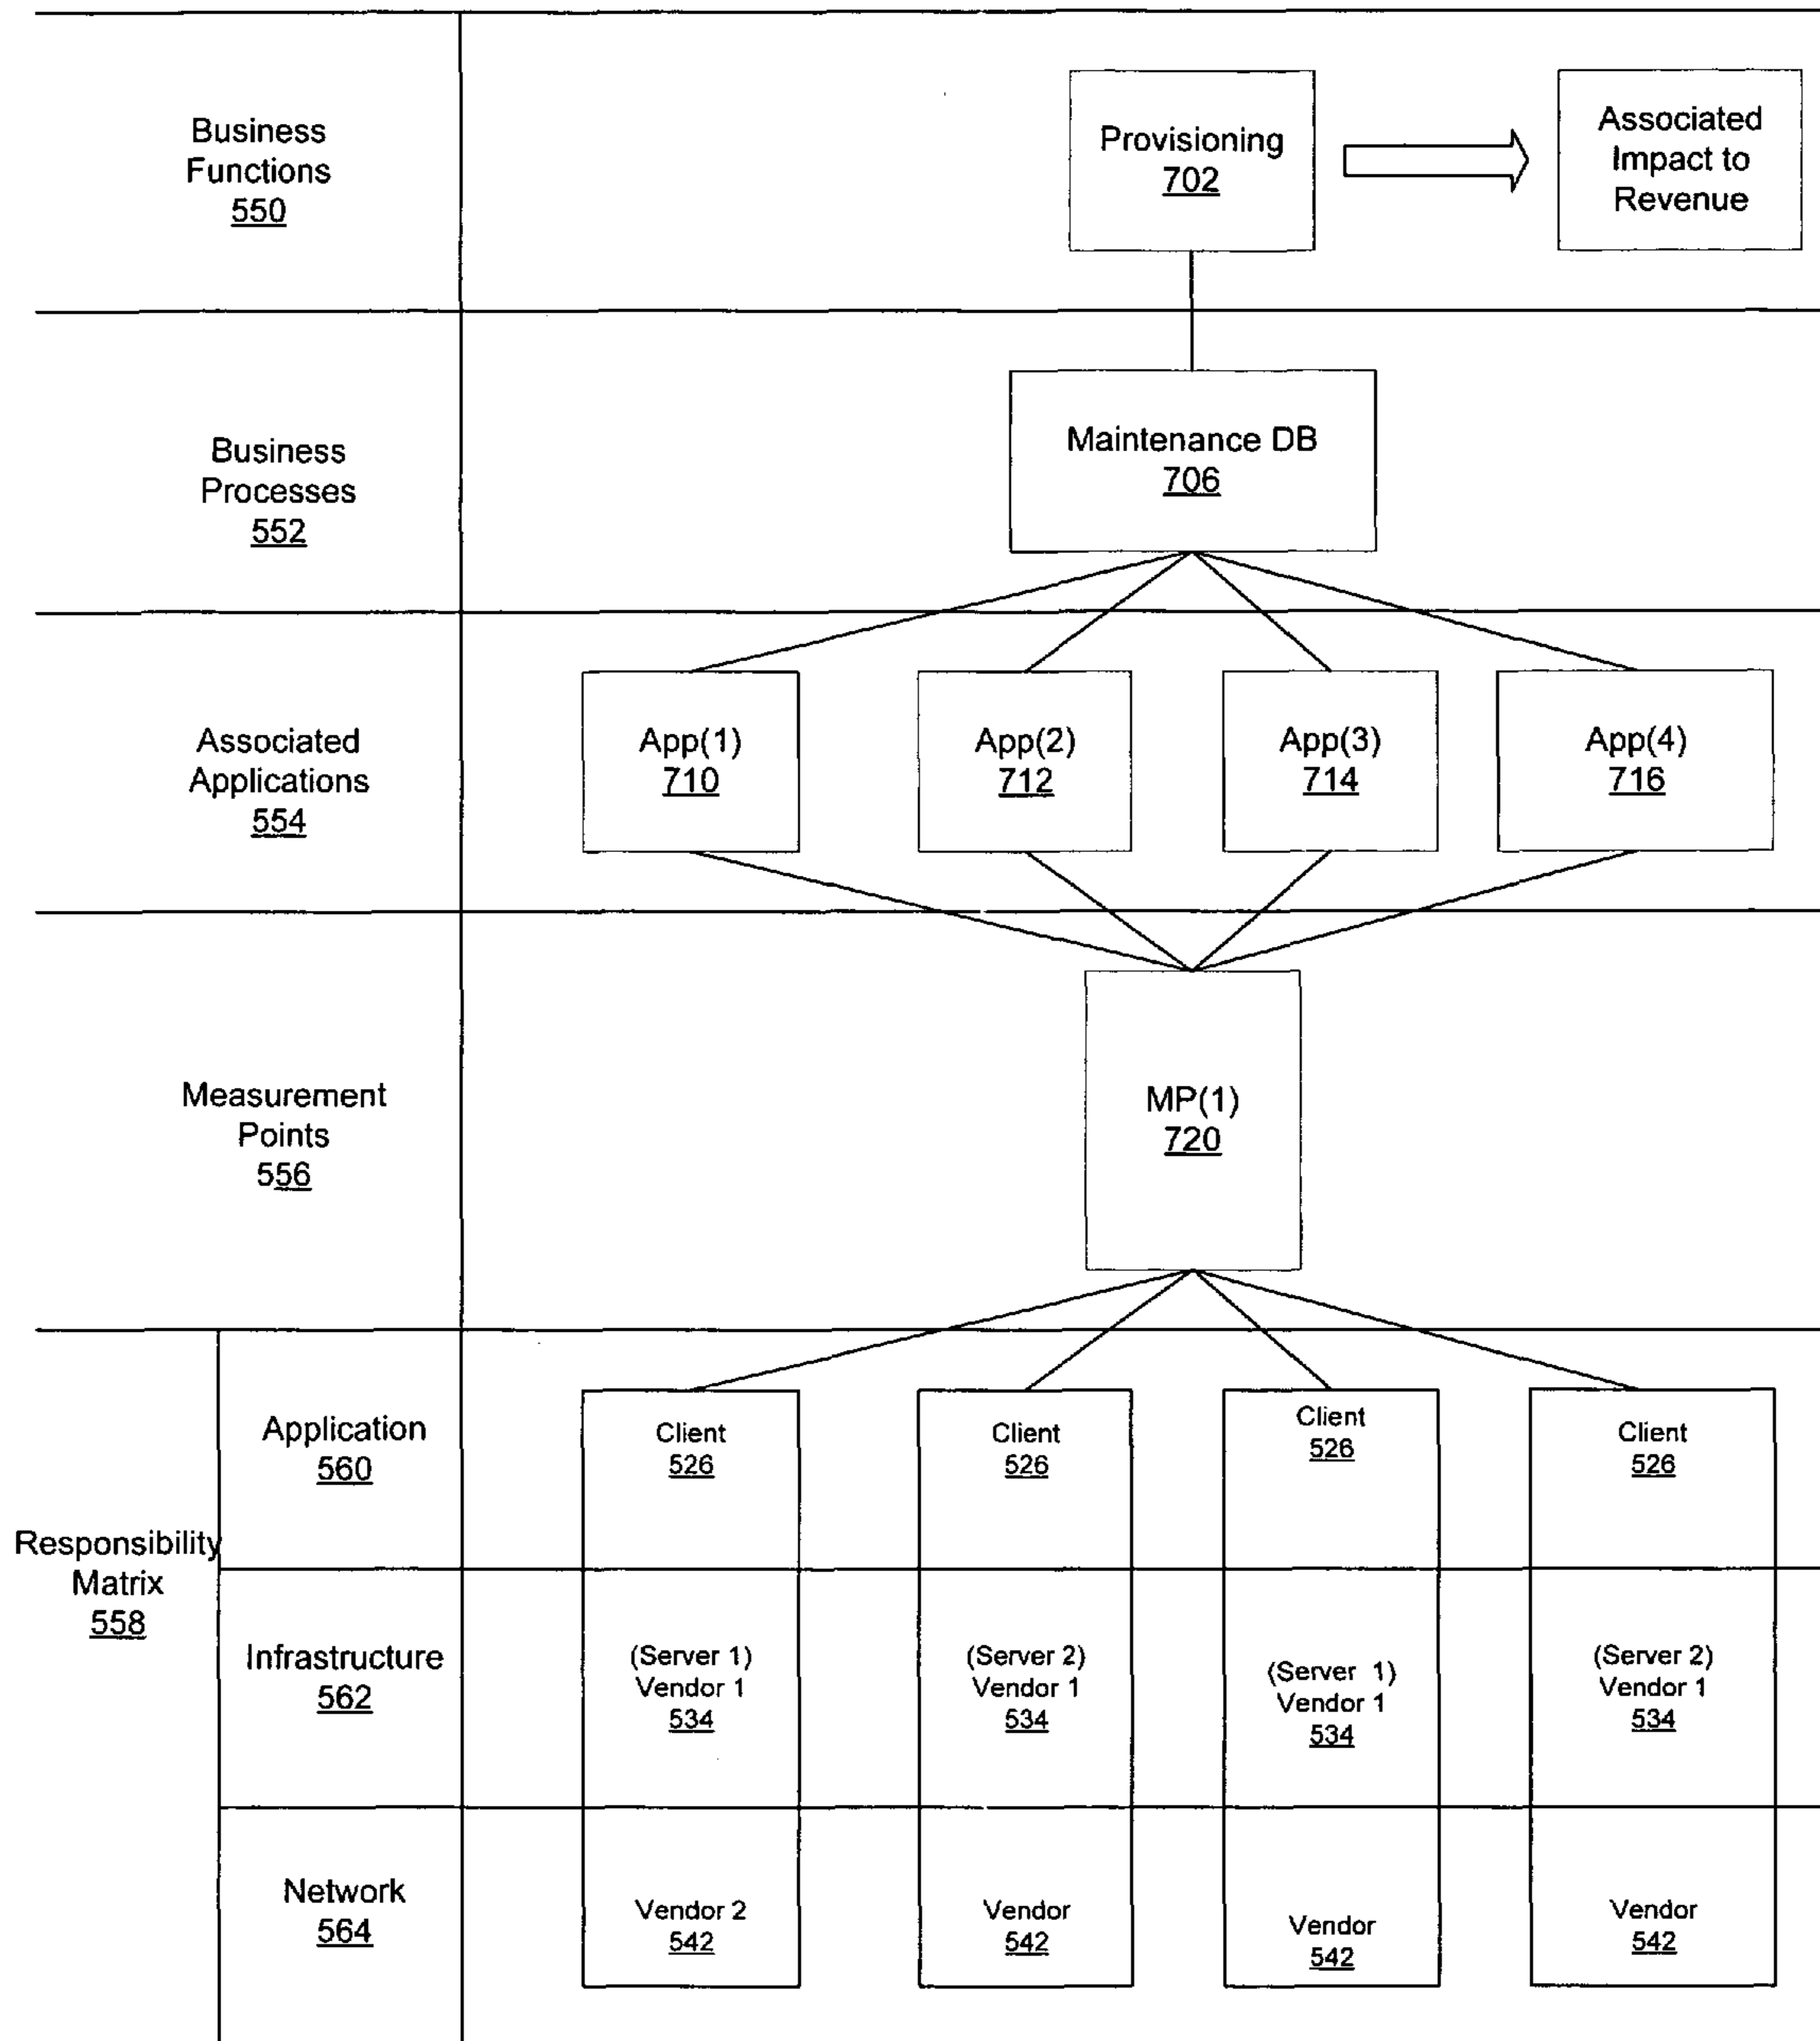 Business
Functions
550
Provisioning
702
Associated
Impact to
Revenue
Business
Processes
552
Maintenance DB
706
Associated
Applications
554
App(1)
710
App(2)
712
App(3)
714
App(4)
716
Measurement
Points
556
MP(1)
720
Responsibility
Matrix
558
Application
560
Client
526
Client
526
Client
526
Client
526
Infrastructure
562
(Server 1)
Vendor 1
534
(Server 2)
Vendor 1
534
(Server 1)
Vendor 1
534
(Server 2)
Vendor 1
534
Network
564
Vendor 2
542
Vendor
542
Vendor
542
Vendor
542